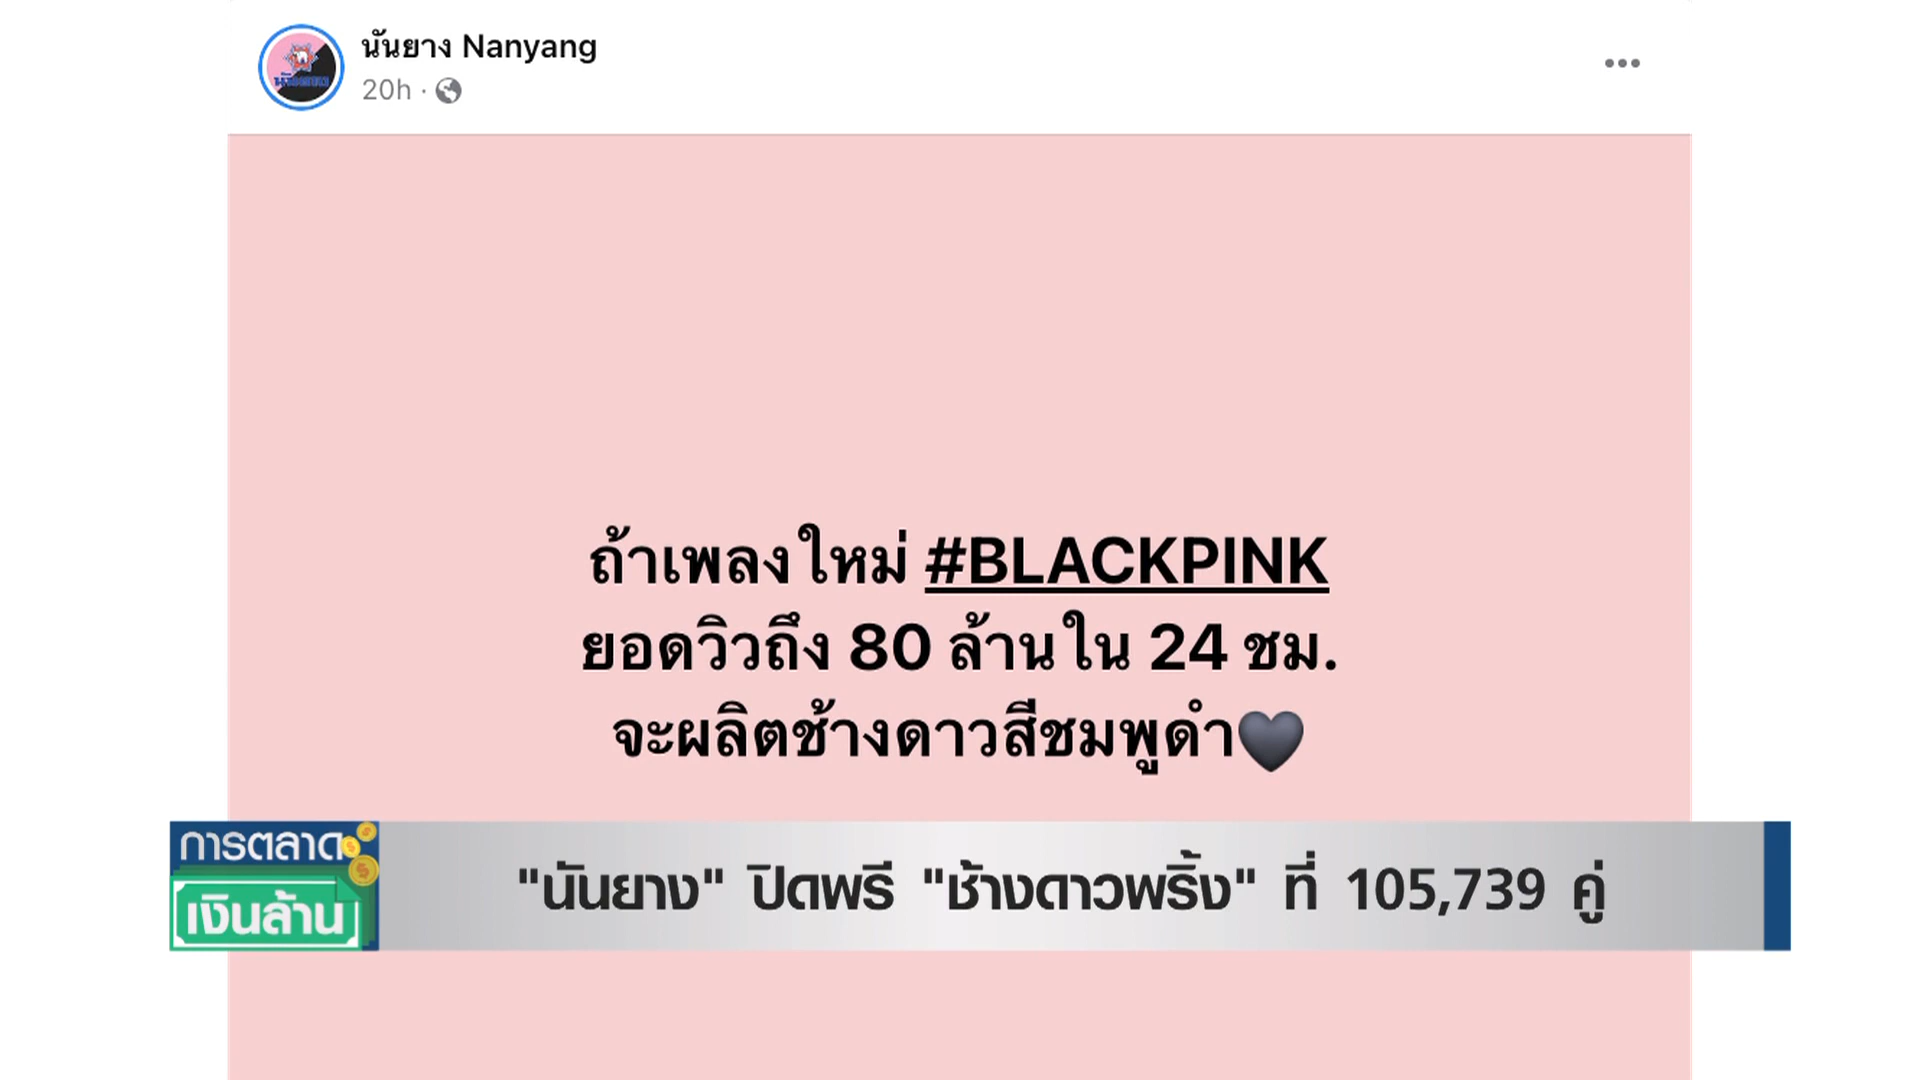 นันยาง Nanyang
20h ·
ถ้าเพลงใหม่ #BLACKPINK
ยอดวิวถึง 80 ล้านใน 24 ชม.
จะผลิตช้างดาวสีชมพูดำ🖤
การตลาด
เงินล้าน
"นันยาง" ปิดพรี "ช้างดาวพริ้ง" ที่ 105,739 คู่